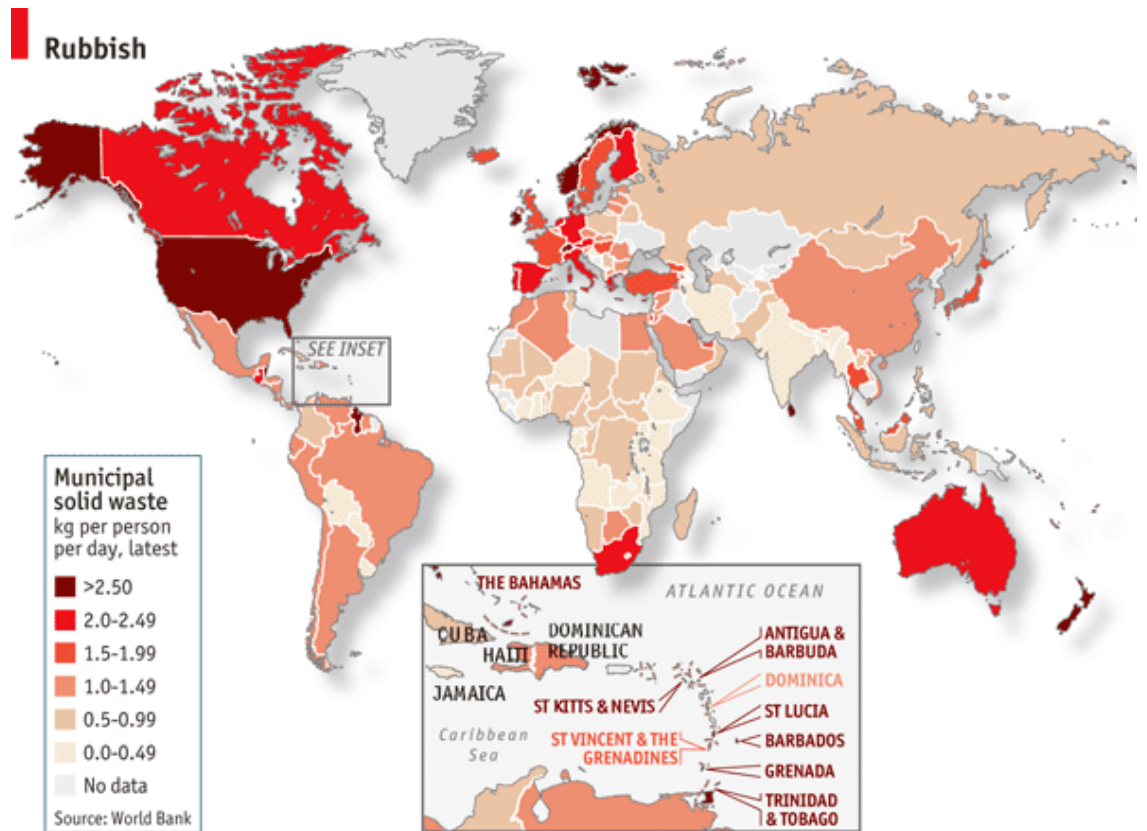 Rubbish
SEE INSET
Municipal
solid waste
kg per person
per day, latest
>2.50
2.0-2.49
1.5-1.99
1.0-1.49
0.5-0.99
0.0-0.49
No data
Source: World Bank
THE BAHAMAS
ATLANTIC OCEAN
CUBA
HAITI
DOMINICAN
REPUBLIC
JAMAICA
ST KITTS & NEVIS
ANTIGUA &
BARBUDA
DOMINICA
ST LUCIA
Caribbean
Sea
ST VINCENT & THE
GRENADINES
BARBADOS
GRENADA
TRINIDAD
& TOBAGO